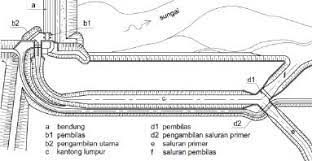 a
b2
b1
sungai
d1
f
c
d2
e
a bendung
b1 pembilas
b2 pengambilan utama
c kantong lumpur
d1 pembilas
d2 pengambilan saluran primer
e saluran primer
f saluran pembilas